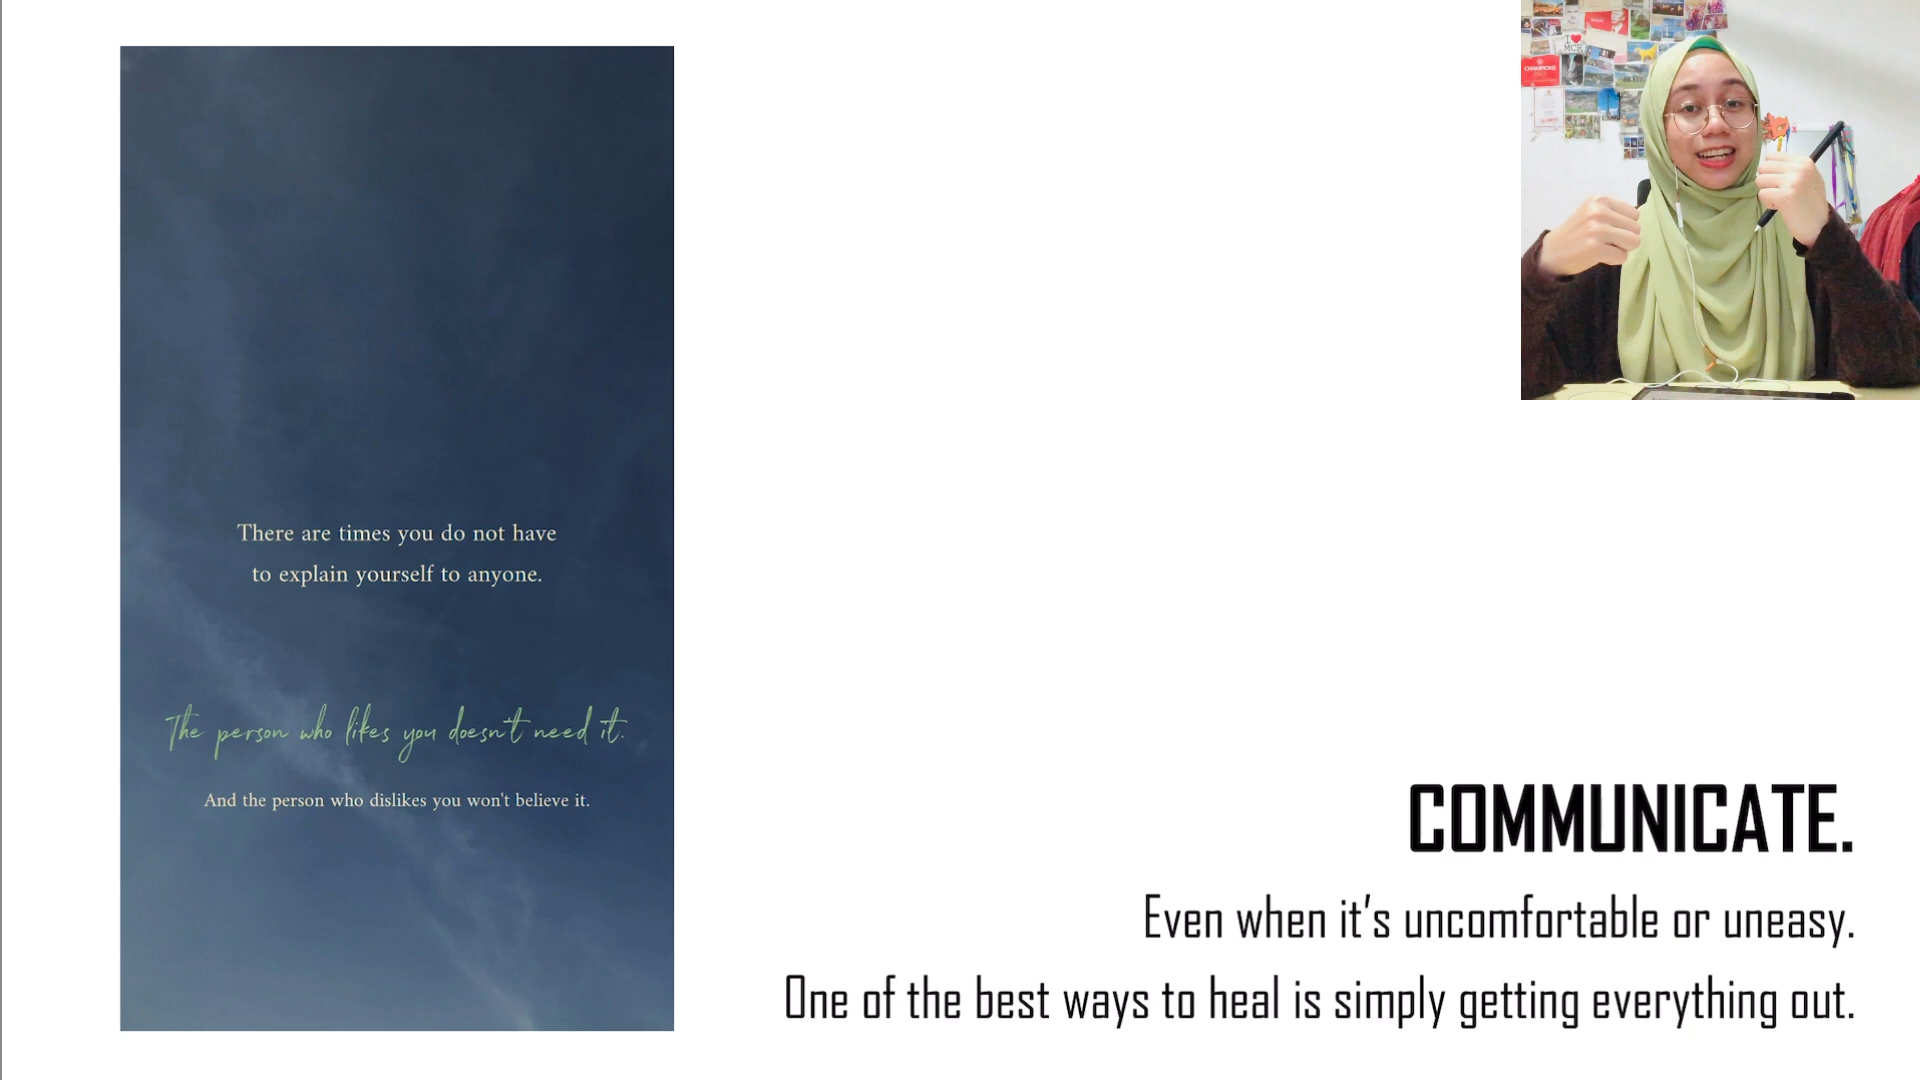 There are times you do not have
to explain yourself to anyone.
The person who likes you doesn't need it.
And the person who dislikes you won't believe it.
I ♥
MCR
CHAMPIONS
COMMUNICATE.
Even when it's uncomfortable or uneasy.
One of the best ways to heal is simply getting everything out.